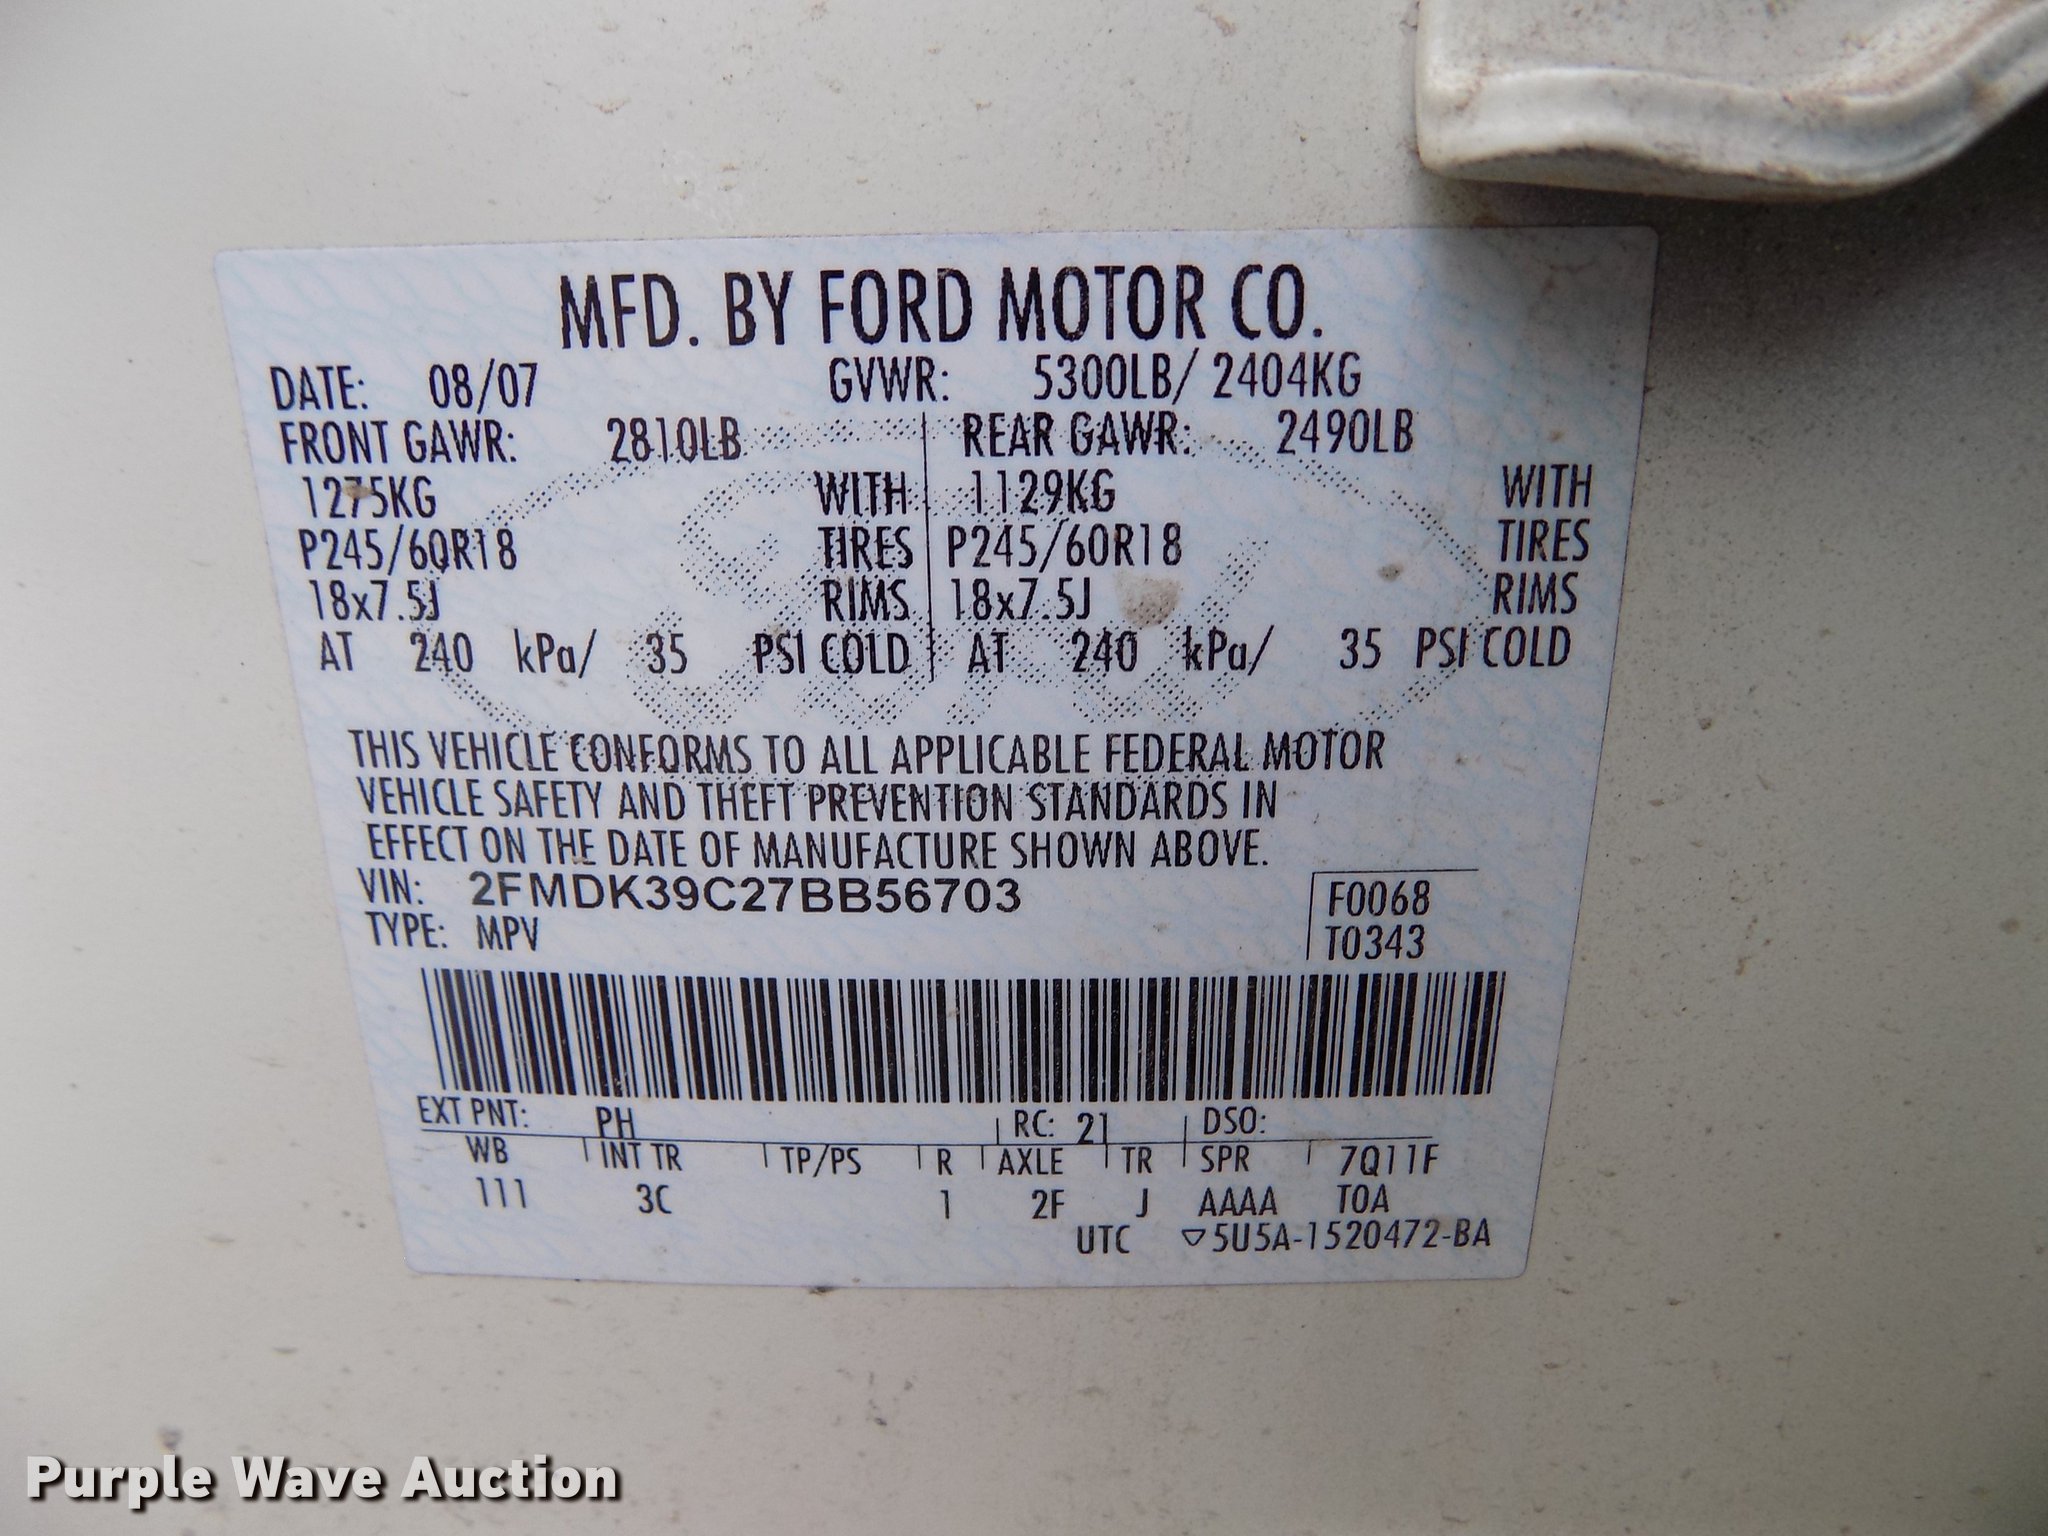 MFD. BY FORD MOTOR CO.
DATE: 08/07 GVWR: 5300LB/ 2404KG
FRONT GAWR: 2810LB REAR GAWR: 2490LB
1275KG WITH 1129KG WITH
P245/60R18 TIRES P245/60R18 TIRES
18x7.5J RIMS 18x7.5J RIMS
AT 240 kPa/ 35 PSI COLD AT 240 kPa/ 35 PSI COLD
THIS VEHICLE CONFORMS TO ALL APPLICABLE FEDERAL MOTOR
VEHICLE SAFETY AND THEFT PREVENTION STANDARDS IN
EFFECT ON THE DATE OF MANUFACTURE SHOWN ABOVE.
VIN: 2FMDK39C27BB56703 F0068
TYPE: MPV T0343
EXT PNT: PH RC: 21 DSO:
WB INT TR TP/PS R AXLE TR SPR 7Q11F
111 3C 1 2F J AAAA TOA
UTC ▽5U5A-1520472-BA
Purple Wave Auction